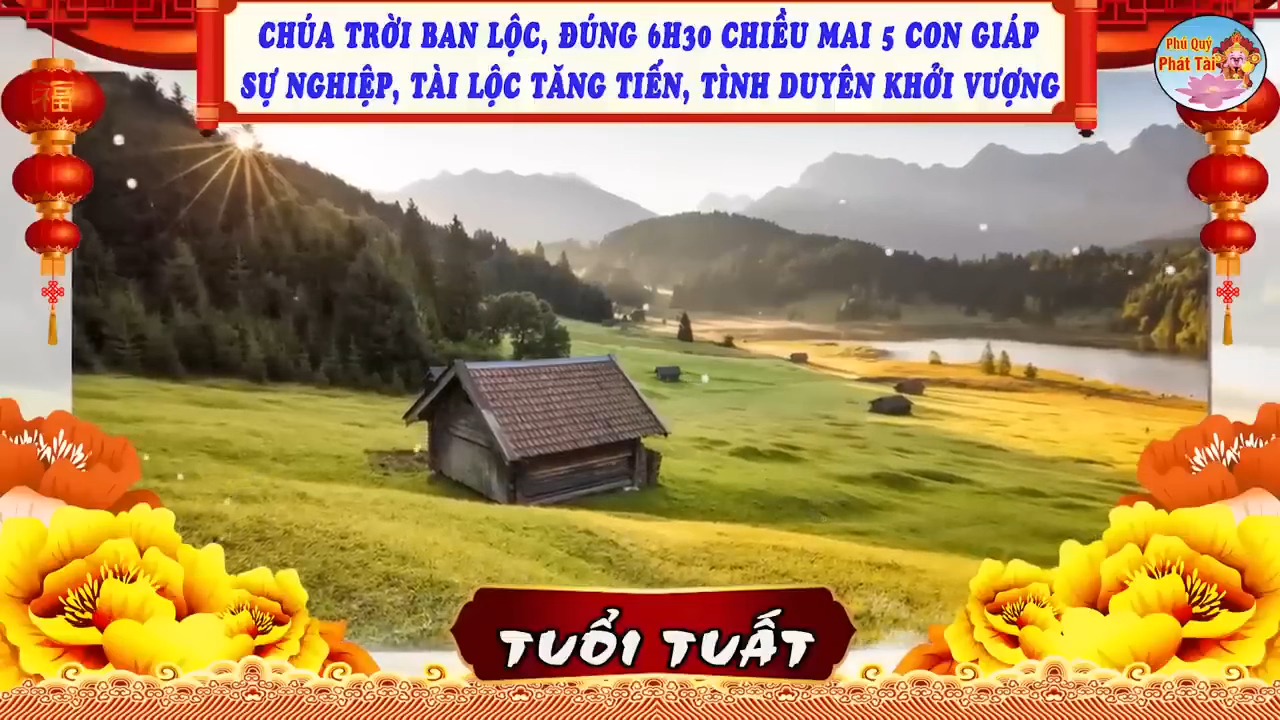 CHÚA TRỜI BAN LỘC, ĐÚNG 6H30 CHIỀU MAI 5 CON GIÁP
SỰ NGHIỆP, TÀI LỘC TĂNG TIẾN, TÌNH DUYÊN KHỞI VƯỢNG
Phú Quý
Phát Tài
福
TUỔI TUẤT